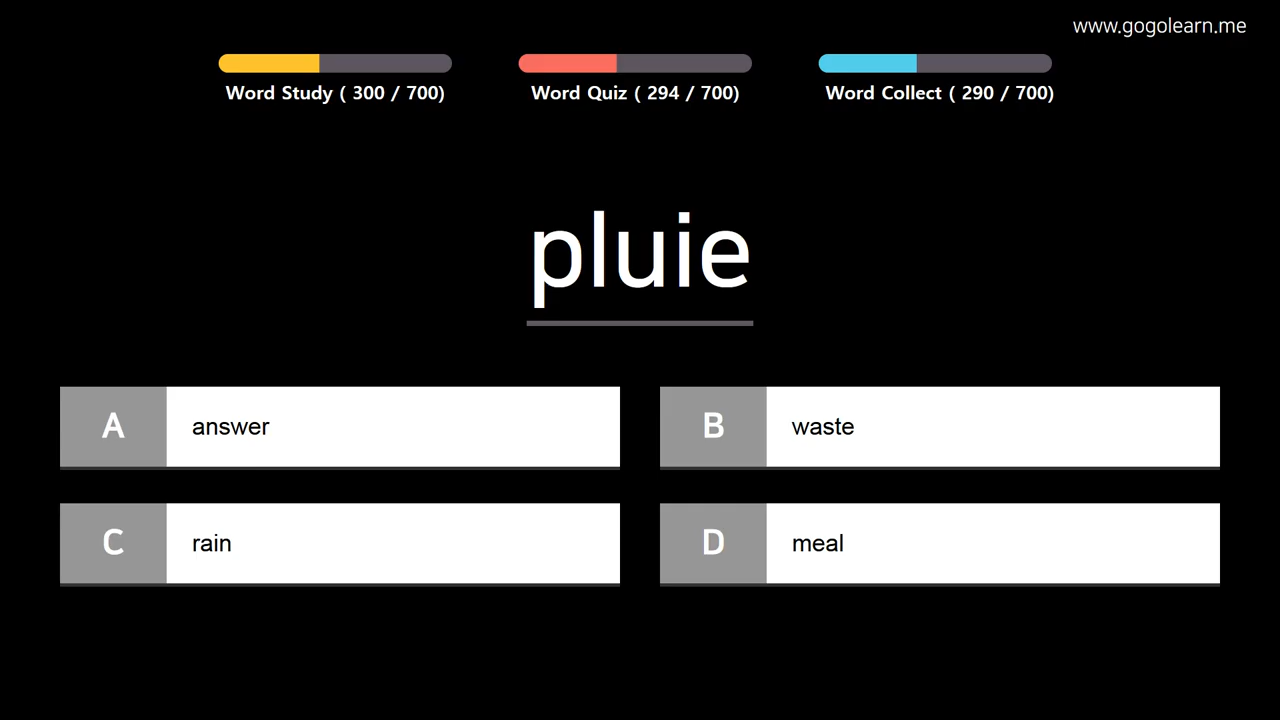 www.gogolearn.me
Word Study ( 300 / 700)
Word Quiz ( 294 / 700)
Word Collect ( 290 / 700)
pluie
A answer
B waste
C rain
D meal